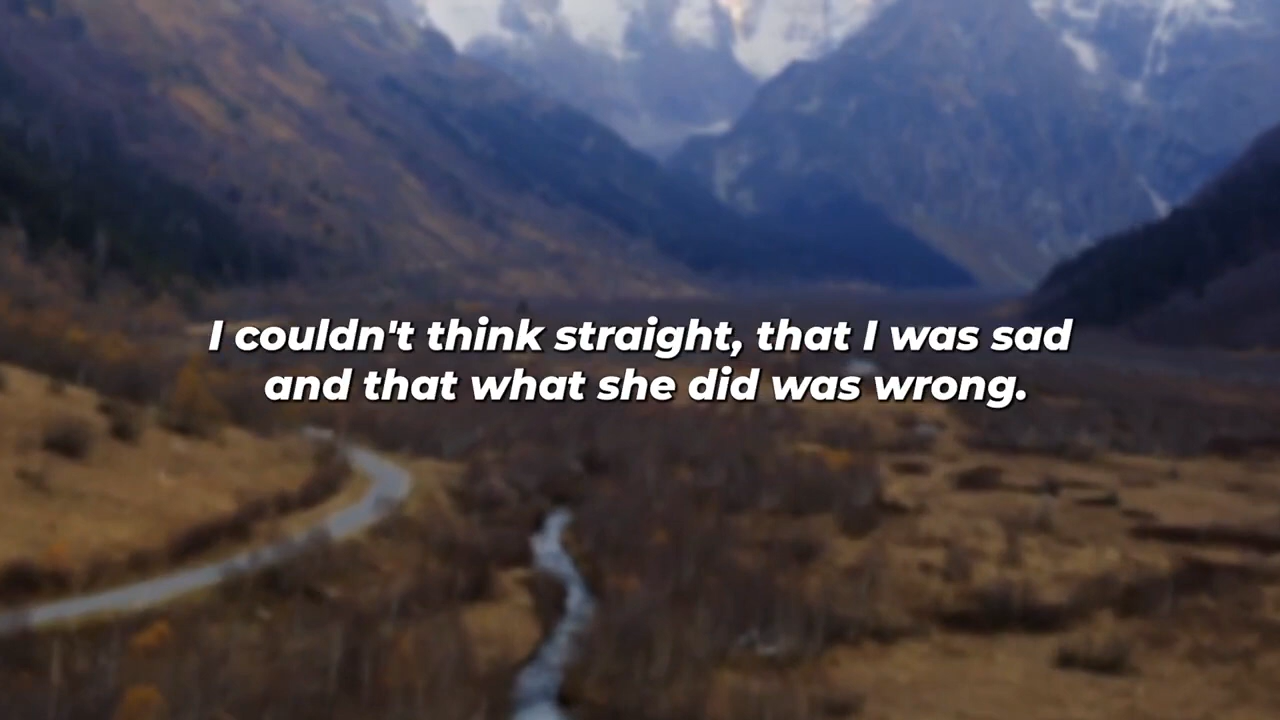 I couldn't think straight, that I was sad
and that what she did was wrong.